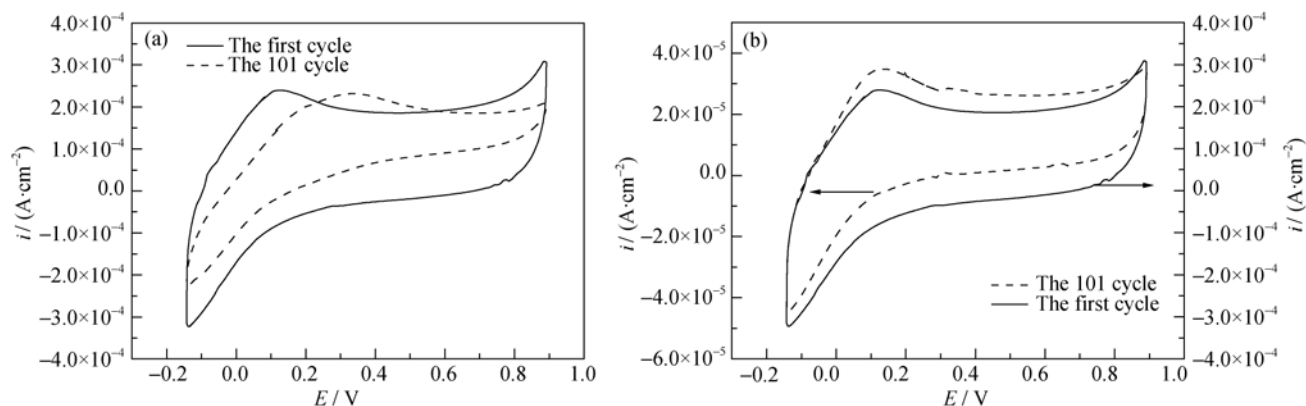 (a)
The first cycle
The 101 cycle
4.0×10⁻⁴
3.0×10⁻⁴
2.0×10⁻⁴
1.0×10⁻⁴
0.0
−1.0×10⁻⁴
−2.0×10⁻⁴
−3.0×10⁻⁴
−4.0×10⁻⁴
i / (A·cm⁻²)
−0.2 0.0 0.2 0.4 0.6 0.8 1.0
E / V
(b)
4.0×10⁻⁵
2.0×10⁻⁵
0.0
−2.0×10⁻⁵
−4.0×10⁻⁵
−6.0×10⁻⁵
i / (A·cm⁻²)
The 101 cycle
The first cycle
4.0×10⁻⁴
3.0×10⁻⁴
2.0×10⁻⁴
1.0×10⁻⁴
0.0
−1.0×10⁻⁴
−2.0×10⁻⁴
−3.0×10⁻⁴
−4.0×10⁻⁴
i / (A·cm⁻²)
−0.2 0.0 0.2 0.4 0.6 0.8 1.0
E / V